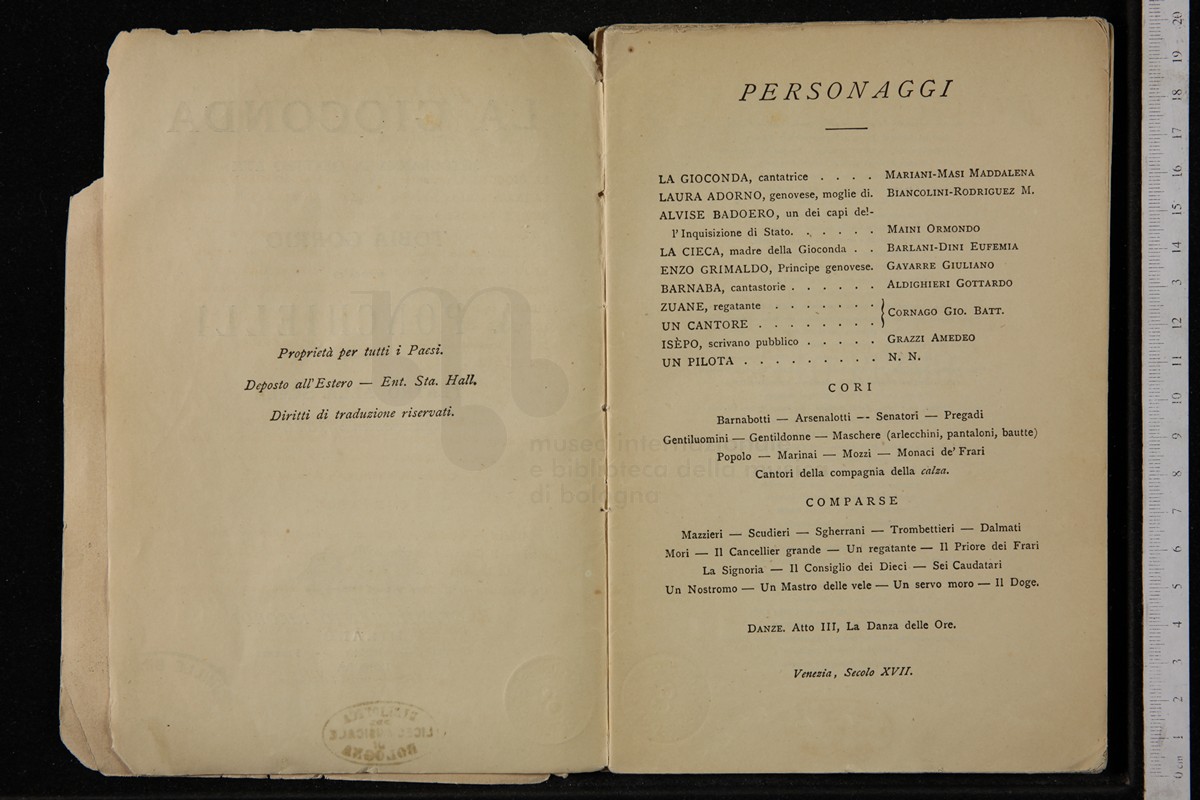 Proprietà per tutti i Paesi.
Deposto all'Estero — Ent. Sta. Hall.
Diritti di traduzione riservati.
PERSONAGGI
LA GIOCONDA, cantatrice . . . . MARIANI-MASI MADDALENA
LAURA ADORNO, genovese, moglie di. BIANCOLINI-RODRIGUEZ M.
ALVISE BADOERO, un dei capi del-
l'Inquisizione di Stato. . . . . . MAINI ORMONDO
LA CIECA, madre della Gioconda . . BARLANI-DINI EUFEMIA
ENZO GRIMALDO, Principe genovese. GAYARRE GIULIANO
BARNABA, cantastorie . . . . . . ALDIGHIERI GOTTARDO
ZUANE, regatante . . . . . . .
UN CANTORE . . . . . . . . CORNAGO GIO. BATT.
ISÈPO, scrivano pubblico . . . . . GRAZZI AMEDEO
UN PILOTA . . . . . . . . . N. N.
CORI
Barnabotti — Arsenalotti — Senatori — Pregadi
Gentiluomini — Gentildonne — Maschere (arlecchini, pantaloni, bautte)
Popolo — Marinai — Mozzi — Monaci de' Frari
Cantori della compagnia della calza.
COMPARSE
Mazzieri — Scudieri — Sgherrani — Trombettieri — Dalmati
Mori — Il Cancellier grande — Un regatante — Il Priore dei Frari
La Signoria — Il Consiglio dei Dieci — Sei Caudatari
Un Nostromo — Un Mastro delle vele — Un servo moro — Il Doge.
DANZE. Atto III, La Danza delle Ore.
Venezia, Secolo XVII.
museo internazionale
e biblioteca della
di bologna